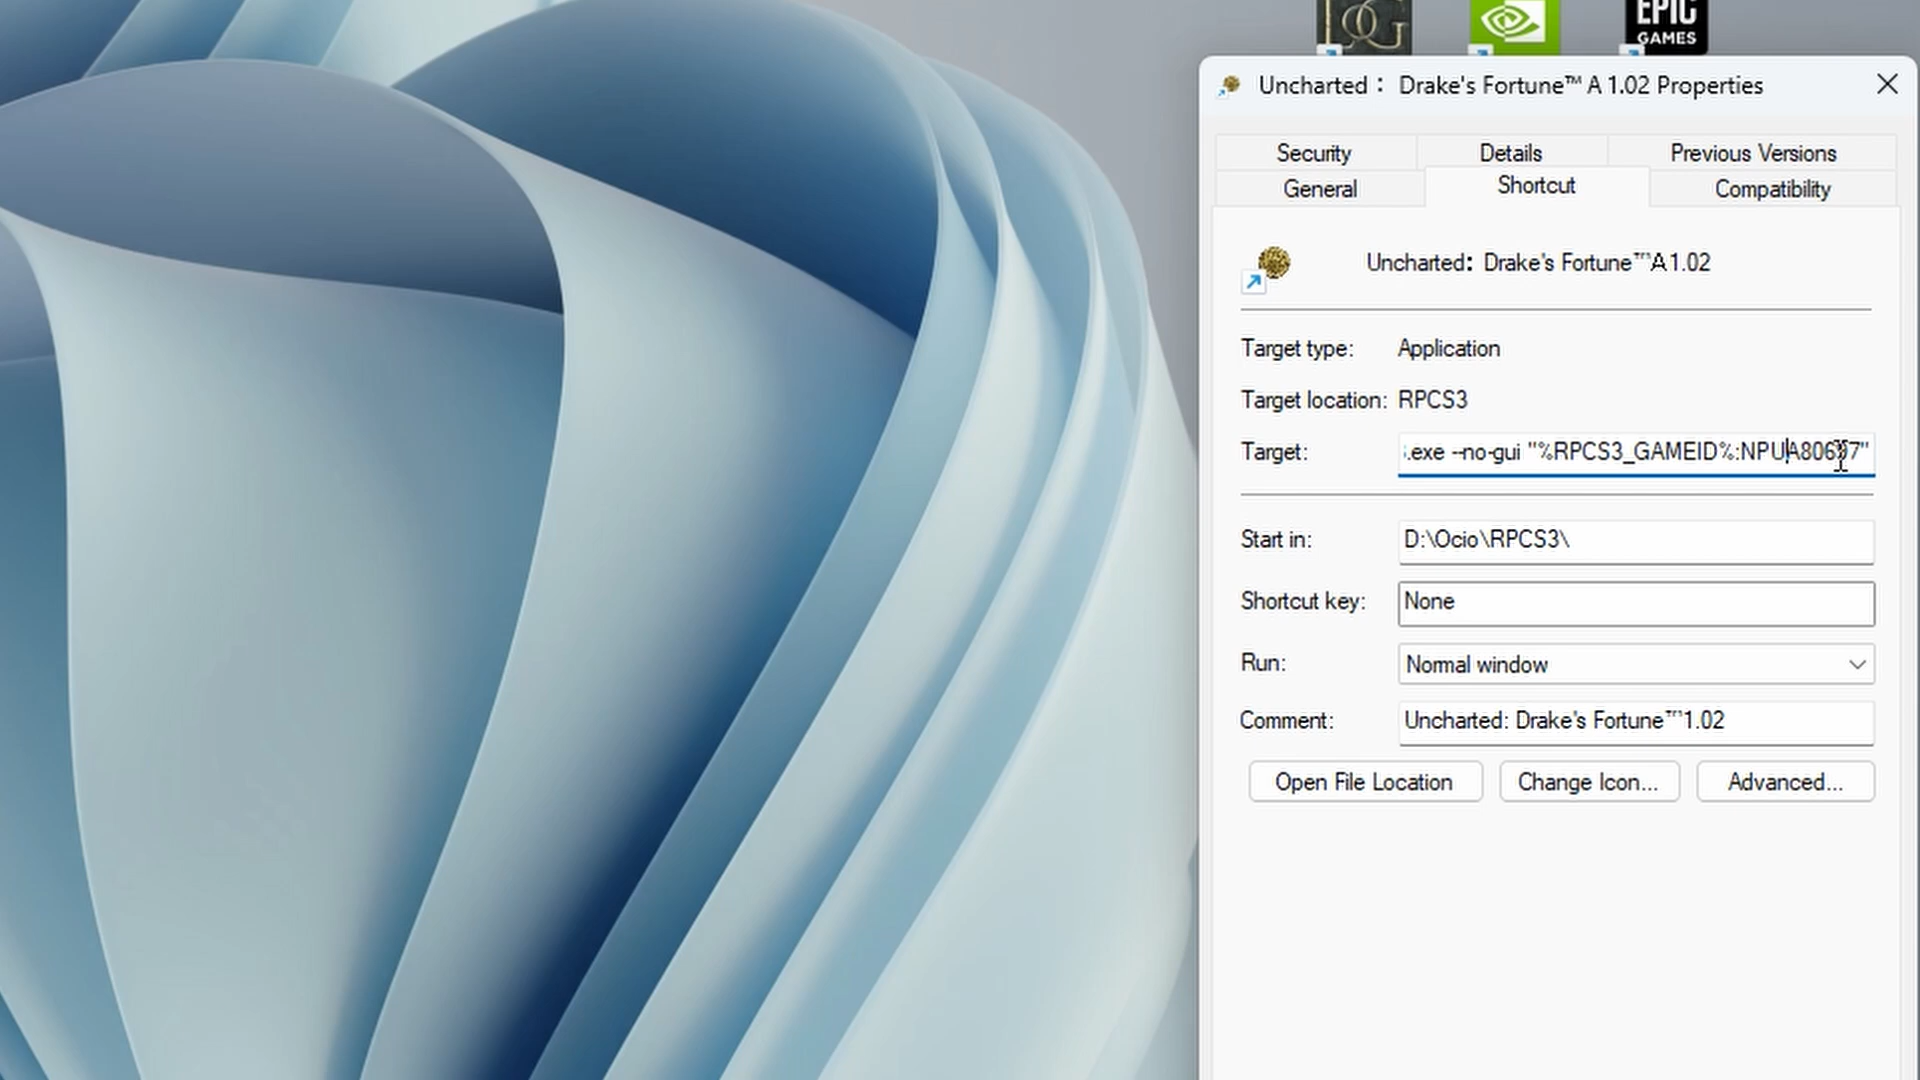 EPIC
GAMES
Uncharted： Drake's Fortune™ A 1.02 Properties
Security Details Previous Versions
General Shortcut Compatibility
Uncharted： Drake's Fortune™ A 1.02
Target type: Application
Target location: RPCS3
Target: .exe --no-gui "%RPCS3_GAMEID%:NPUA80697"
Start in: D:\Ocio\RPCS3\
Shortcut key: None
Run: Normal window
Comment: Uncharted: Drake's Fortune™ 1.02
Open File Location Change Icon... Advanced...